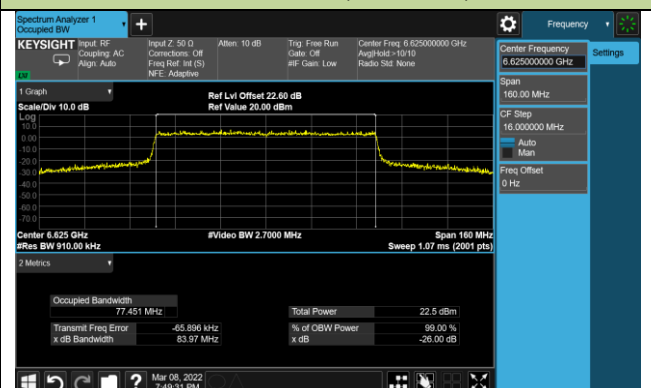 Spectrum Analyzer 1
Occupied BW
+
Frequency
KEYSIGHT
Input: RF
Coupling: AC
Align: Auto
Input Z: 50 Ω
Corrections: Off
Freq Ref: Int (S)
NFE: Adaptive
Atten: 10 dB
Trig: Free Run
Gate: Off
#IF Gain: Low
Center Freq: 6.625000000 GHz
Avg|Hold:>10/10
Radio Std: None
Center Frequency
6.625000000 GHz
Settings
Span
160.00 MHz
CF Step
16.000000 MHz
Auto
Man
Freq Offset
0 Hz
1 Graph
Scale/Div 10.0 dB
Ref Lvl Offset 22.60 dB
Ref Value 20.00 dBm
Log
10.0
0.00
-10.0
-20.0
-30.0
-40.0
-50.0
-60.0
-70.0
Center 6.625 GHz
#Res BW 910.00 kHz
#Video BW 2.7000 MHz
Span 160 MHz
Sweep 1.07 ms (2001 pts)
2 Metrics
Occupied Bandwidth
77.451 MHz
Total Power 22.5 dBm
Transmit Freq Error -65.896 kHz
% of OBW Power 99.00 %
x dB Bandwidth 83.97 MHz
x dB -26.00 dB
?
Mar 08, 2022
7:49:31 PM